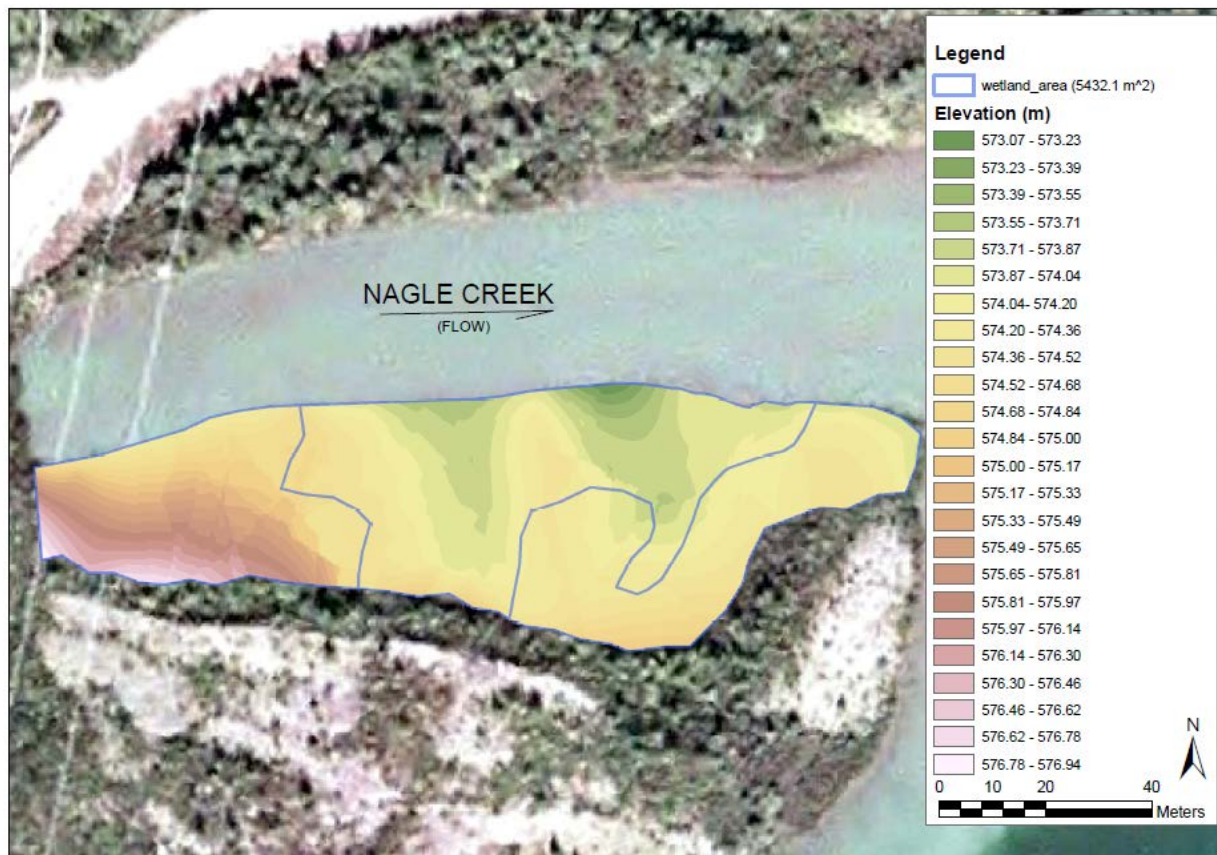 NAGLE CREEK
(FLOW)
Legend
wetland_area (5432.1 m^2)
Elevation (m)
573.07 - 573.23
573.23 - 573.39
573.39 - 573.55
573.55 - 573.71
573.71 - 573.87
573.87 - 574.04
574.04- 574.20
574.20 - 574.36
574.36 - 574.52
574.52 - 574.68
574.68 - 574.84
574.84 - 575.00
575.00 - 575.17
575.17 - 575.33
575.33 - 575.49
575.49 - 575.65
575.65 - 575.81
575.81 - 575.97
575.97 - 576.14
576.14 - 576.30
576.30 - 576.46
576.46 - 576.62
576.62 - 576.78
576.78 - 576.94
N
0 10 20 40
Meters